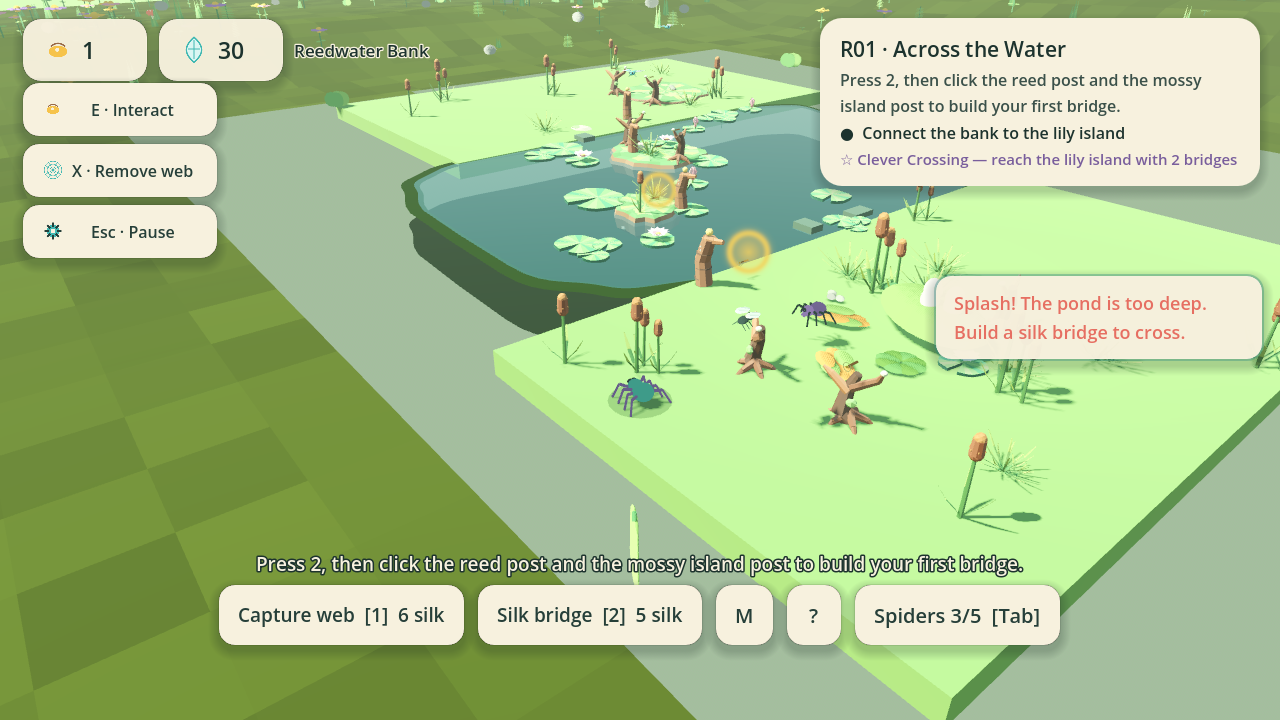 1
30
Reedwater Bank
E · Interact
X · Remove web
Esc · Pause
R01 · Across the Water
Press 2, then click the reed post and the mossy
island post to build your first bridge.
● Connect the bank to the lily island
☆ Clever Crossing — reach the lily island with 2 bridges
Splash! The pond is too deep.
Build a silk bridge to cross.
Press 2, then click the reed post and the mossy island post to build your first bridge.
Capture web [1] 6 silk
Silk bridge [2] 5 silk
M
?
Spiders 3/5 [Tab]